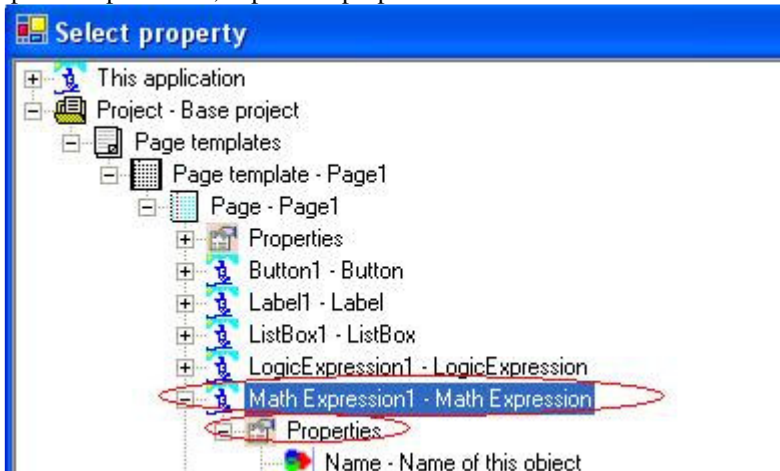 Select property
This application
Project - Base project
Page templates
Page template - Page1
Page - Page1
Properties
Button1 - Button
Label1 - Label
ListBox1 - ListBox
LogicExpression1 - LogicExpression
Math Expression1 - Math Expression
Properties
Name - Name of this object